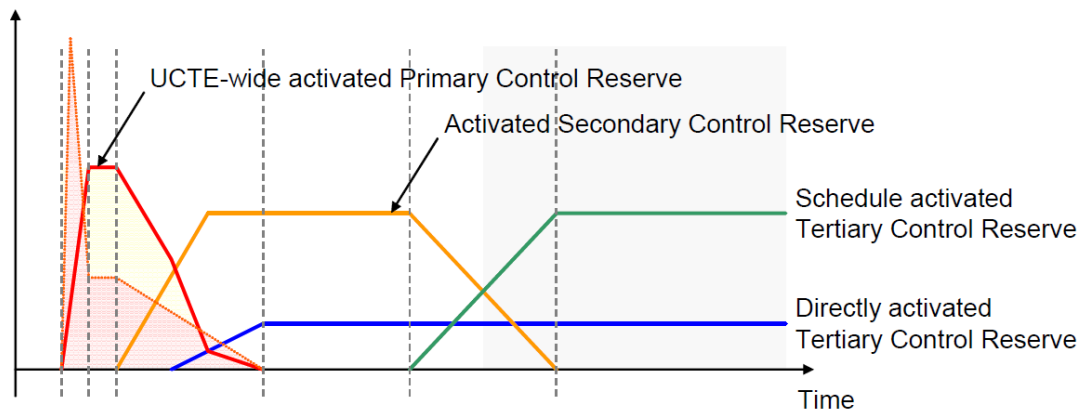 UCTE-wide activated Primary Control Reserve
Activated Secondary Control Reserve
Schedule activated
Tertiary Control Reserve
Directly activated
Tertiary Control Reserve
Time